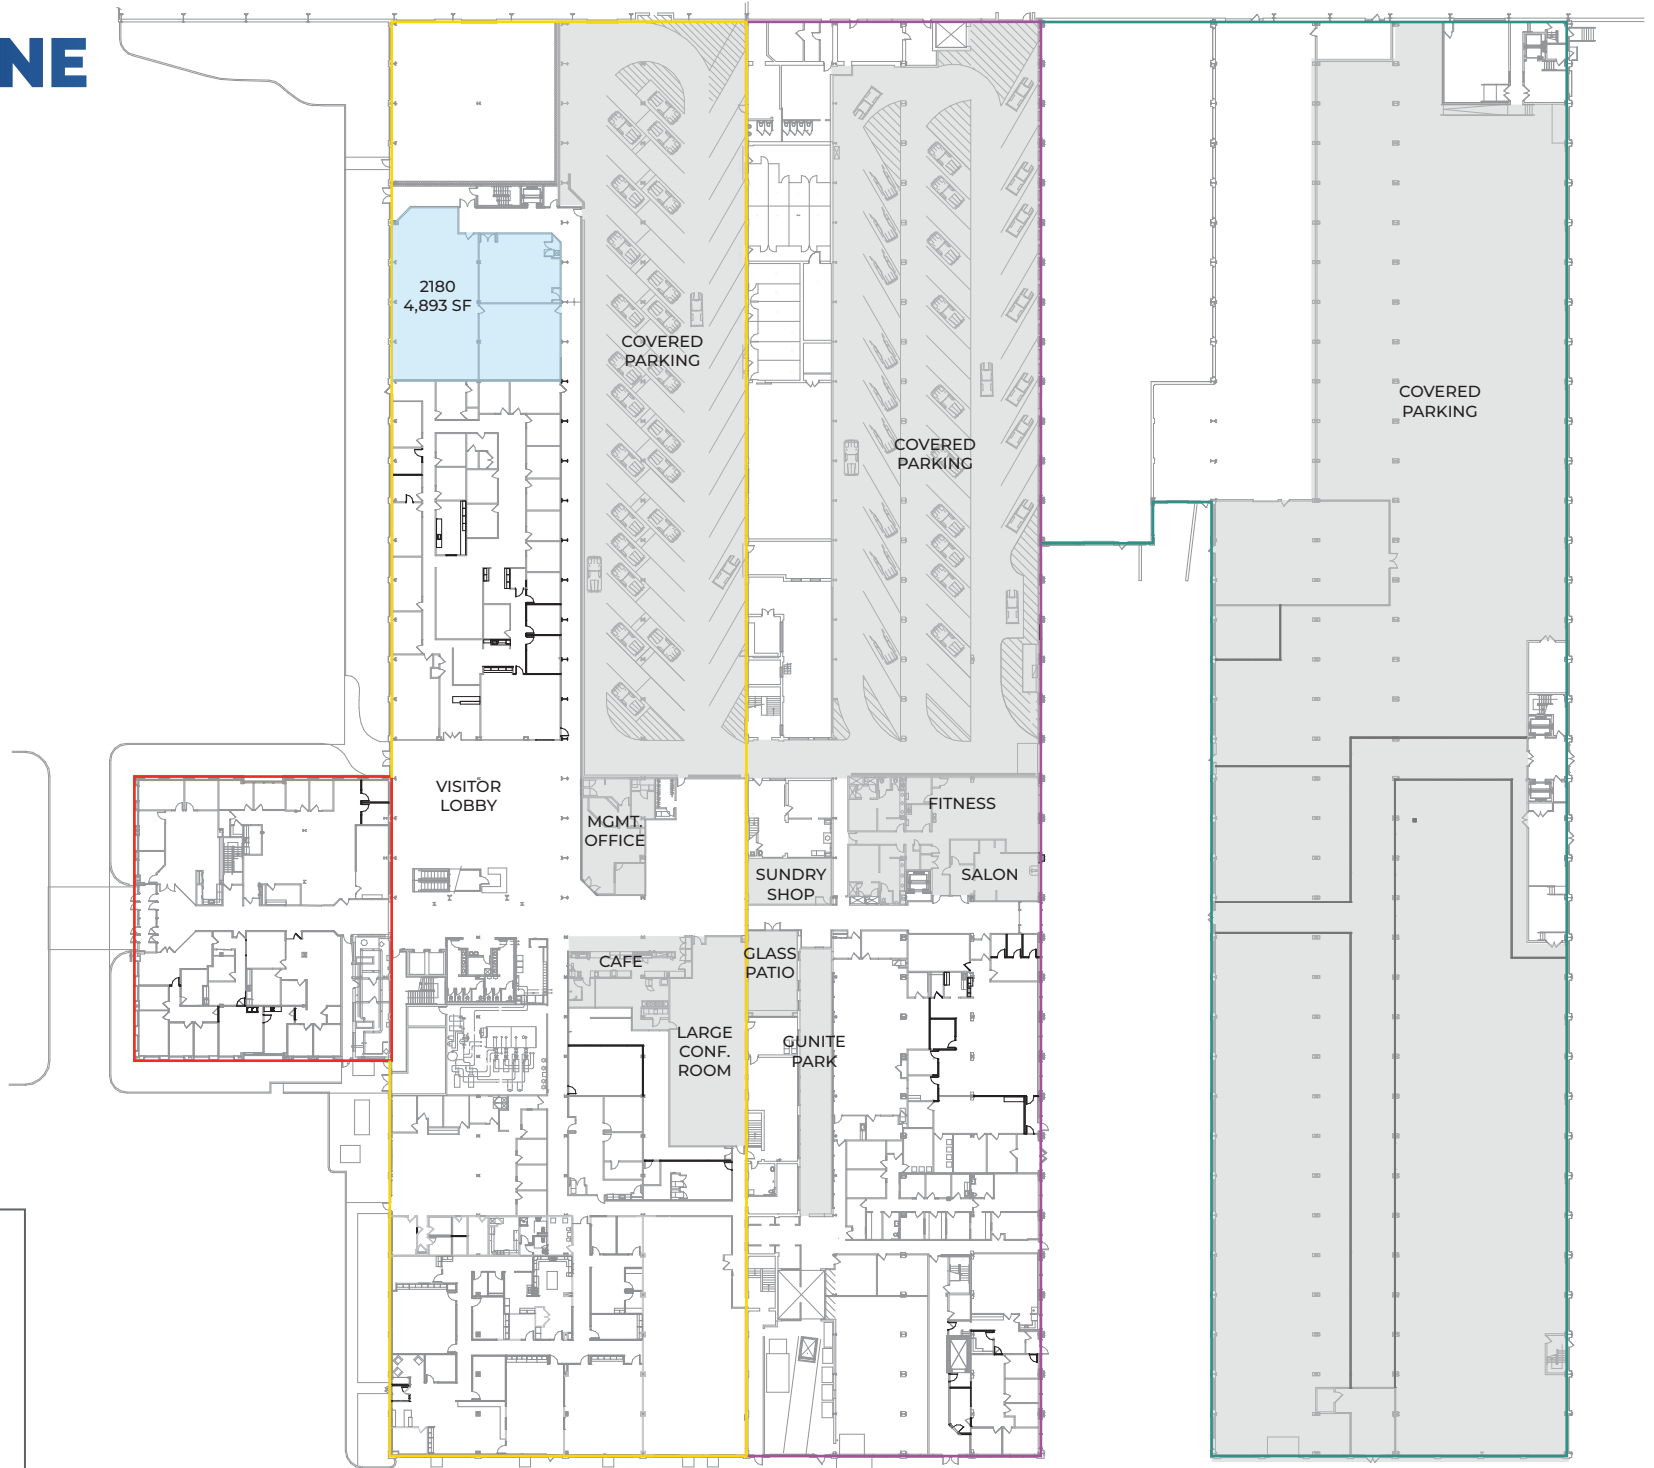 NE
2180
4,893 SF
COVERED
PARKING
COVERED
PARKING
COVERED
PARKING
VISITOR
LOBBY
MGMT.
OFFICE
FITNESS
SUNDRY
SHOP
SALON
CAFE
GLASS
PATIO
LARGE
CONF.
ROOM
GUNITE
PARK